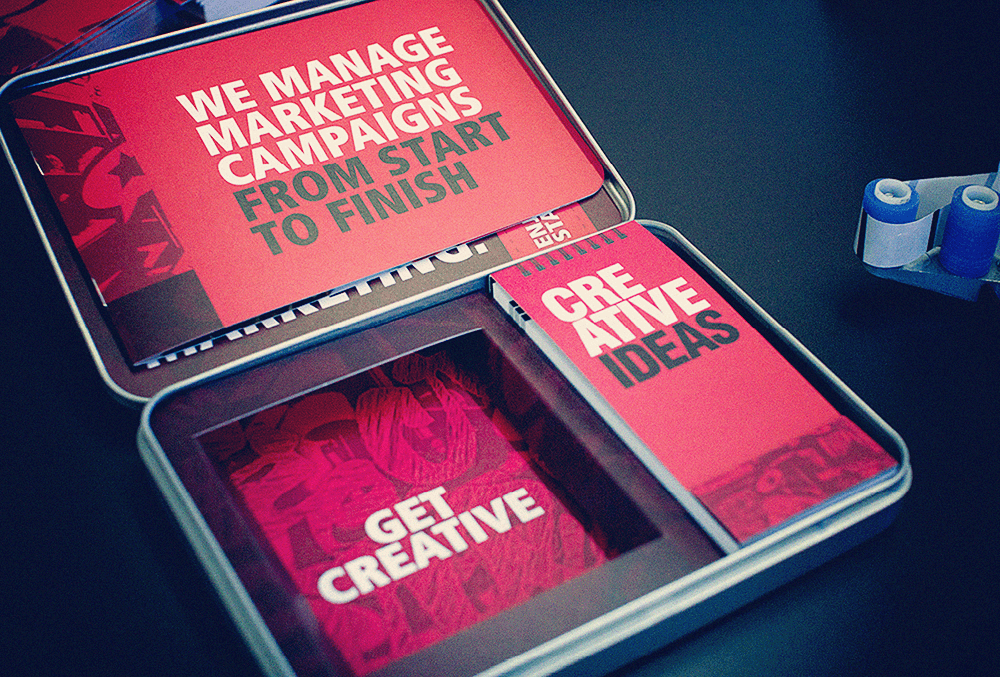 WE MANAGE
MARKETING
CAMPAIGNS
FROM START
TO FINISH
CRE
ATIVE
IDEAS
GET
CREATIVE